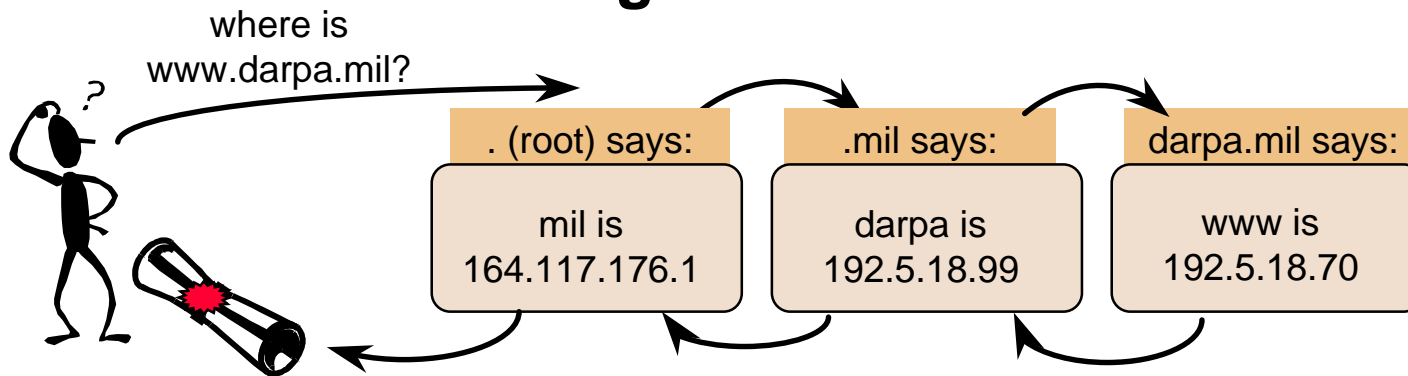 where is
www.darpa.mil?
?
. (root) says:
mil is
164.117.176.1
.mil says:
darpa is
192.5.18.99
darpa.mil says:
www is
192.5.18.70